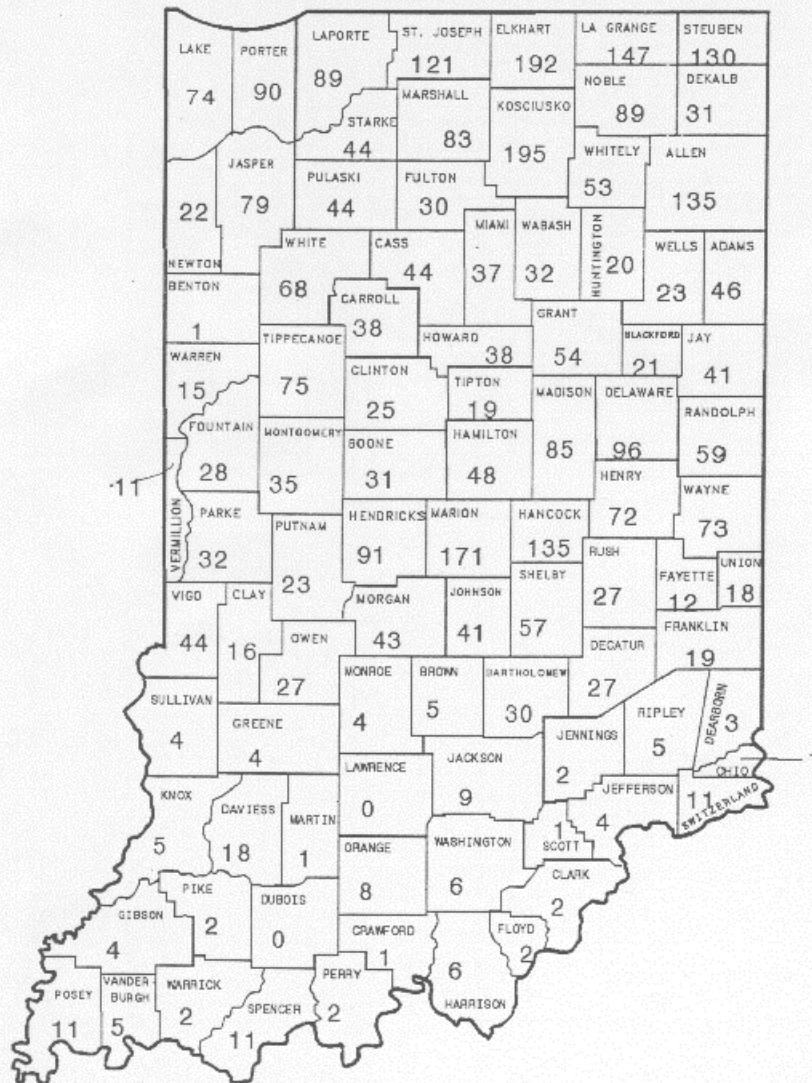 LAKE
74
PORTER
90
LAPORTE
89
ST. JOSEPH
121
ELKHART
192
LA GRANGE
147
STEUBEN
130
NOBLE
89
DEKALB
31
MARSHALL
83
KOSCIUSKO
195
STARKE
44
WHITELY
53
ALLEN
135
JASPER
79
PULASKI
44
FULTON
30
22
NEWTON
MIAMI
37
WABASH
32
HUNTINGTON
20
WHITE
68
CASS
44
WELLS
23
ADAMS
46
BENTON
1
CARROLL
38
GRANT
54
HOWARD
38
BLACKFORD
21
JAY
41
TIPPECANOE
75
WARREN
15
CLINTON
25
TIPTON
19
MADISON
85
DELAWARE
96
RANDOLPH
59
FOUNTAIN
28
MONTGOMERY
35
BOONE
31
HAMILTON
48
HENRY
72
11
VERMILLION
PARKE
32
WAYNE
73
PUTNAM
23
HENDRICKS
91
MARION
171
HANCOCK
135
RUSH
27
FAYETTE
12
UNION
18
VIGO
44
CLAY
16
MORGAN
43
JOHNSON
41
SHELBY
57
OWEN
27
DECATUR
27
FRANKLIN
19
MONROE
4
BROWN
5
BARTHOLOMEW
30
SULLIVAN
4
GREENE
4
JENNINGS
2
RIPLEY
5
DEARBORN
3
LAWRENCE
0
JACKSON
9
OHIO
JEFFERSON
4
11
SWITZERLAND
KNOX
5
DAVIESS
18
MARTIN
1
ORANGE
8
WASHINGTON
6
1
SCOTT
CLARK
2
PIKE
2
DUBOIS
0
GIBSON
4
CRAWFORD
1
FLOYD
2
6
HARRISON
POSEY
11
VANDER-
BURGH
5
WARRICK
2
SPENCER
11
PERRY
2